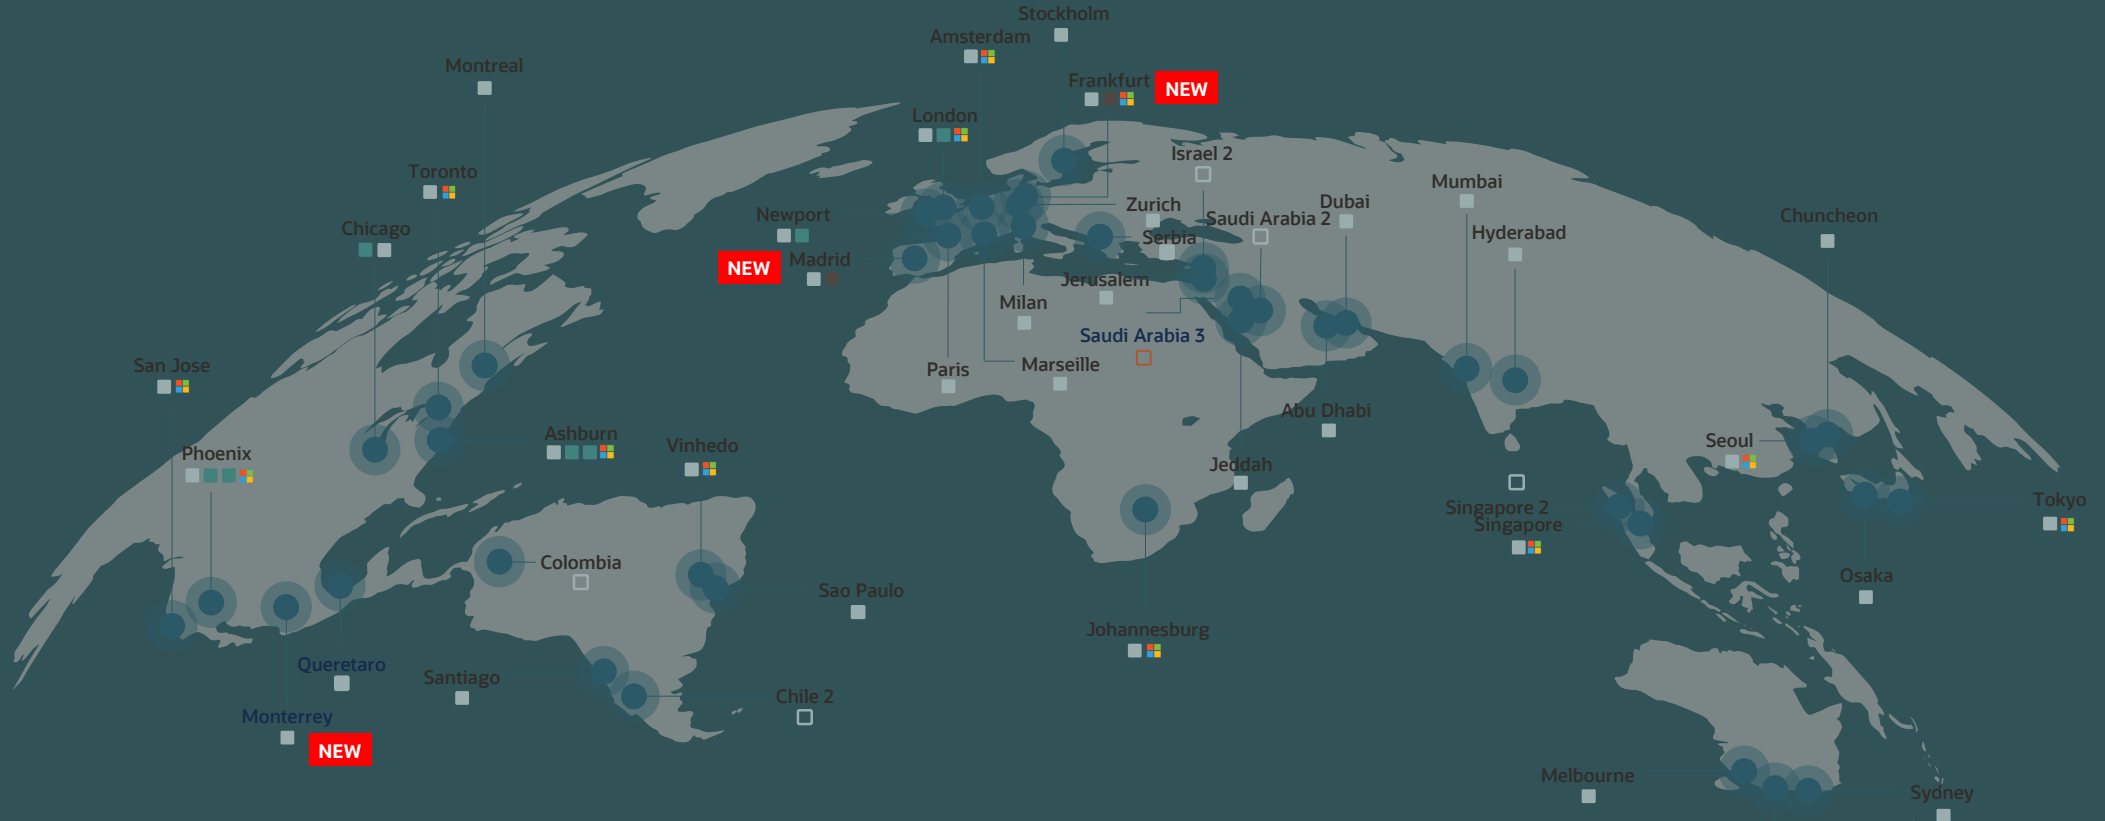 Stockholm
Amsterdam
Montreal
Frankfurt NEW
London
Israel 2
Toronto
Mumbai
Dubai
Zurich
Newport
Saudi Arabia 2
Chuncheon
Chicago
Hyderabad
Serbia
NEW Madrid
Jerusalem
Milan
Saudi Arabia 3
San Jose
Paris
Marseille
Abu Dhabi
Ashburn
Seoul
Vinhedo
Phoenix
Jeddah
Tokyo
Singapore 2
Singapore
Colombia
Osaka
Sao Paulo
Johannesburg
Queretaro
Santiago
Chile 2
Monterrey
NEW
Melbourne
Sydney